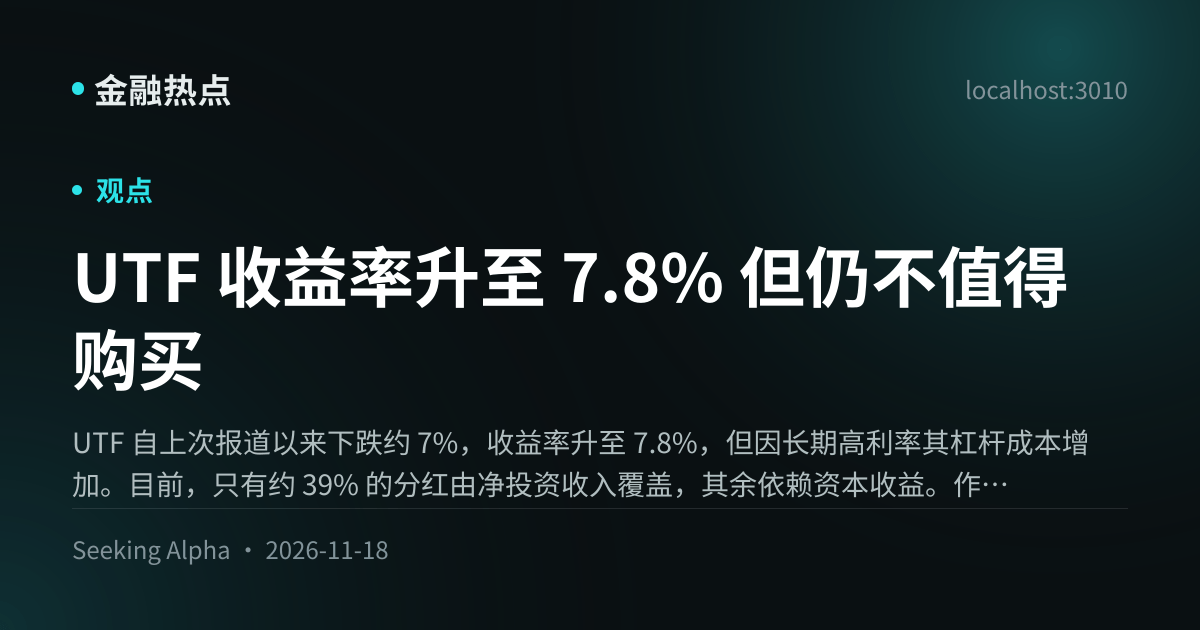 金融热点
localhost:3010
观点
UTF 收益率升至 7.8% 但仍不值得
购买
UTF 自上次报道以来下跌约 7%，收益率升至 7.8%，但因长期高利率其杠杆成本增
加。目前，只有约 39% 的分红由净投资收入覆盖，其余依赖资本收益。作…
Seeking Alpha · 2026-11-18